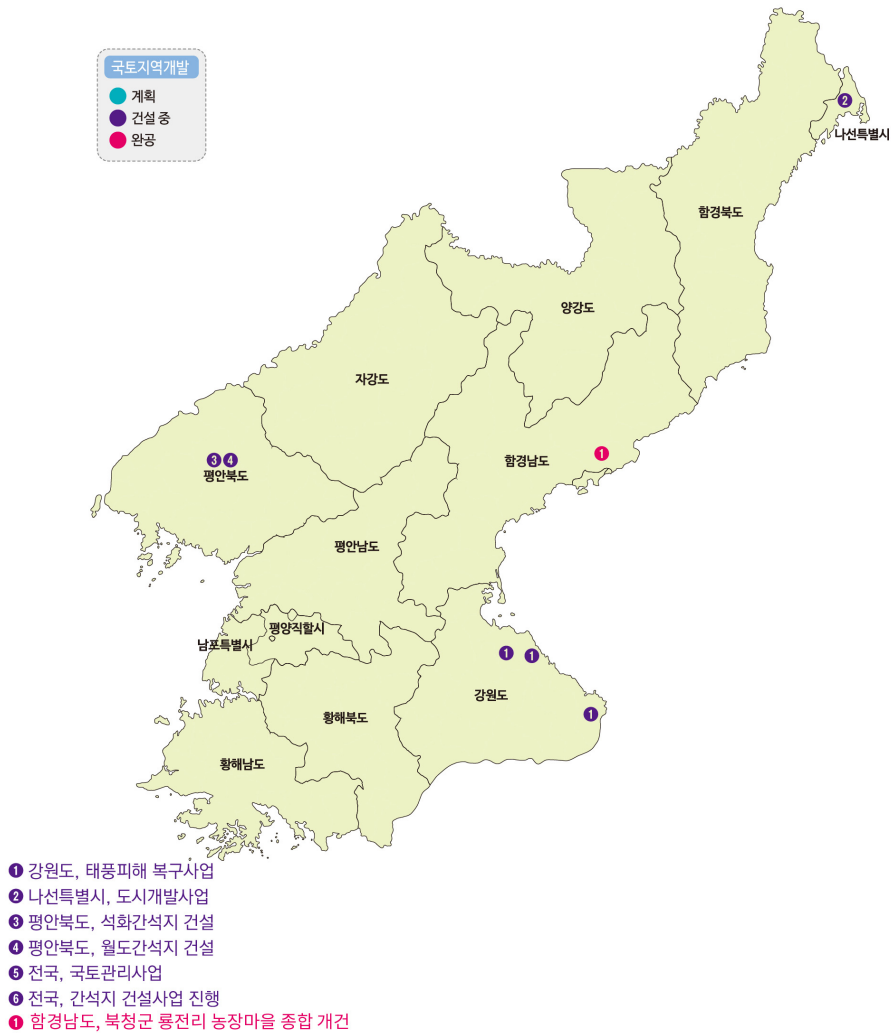 국토지역개발
계획
건설 중
완공
2
나선특별시
함경북도
양강도
자강도
함경남도
1
3 4
평안북도
평안남도
평양직할시
남포특별시
1 1
강원도
1
황해북도
황해남도
1 강원도, 태풍피해 복구사업
2 나선특별시, 도시개발사업
3 평안북도, 석화간석지 건설
4 평안북도, 월도간석지 건설
5 전국, 국토관리사업
6 전국, 간석지 건설사업 진행
1 함경남도, 북청군 룡전리 농장마을 종합 개건